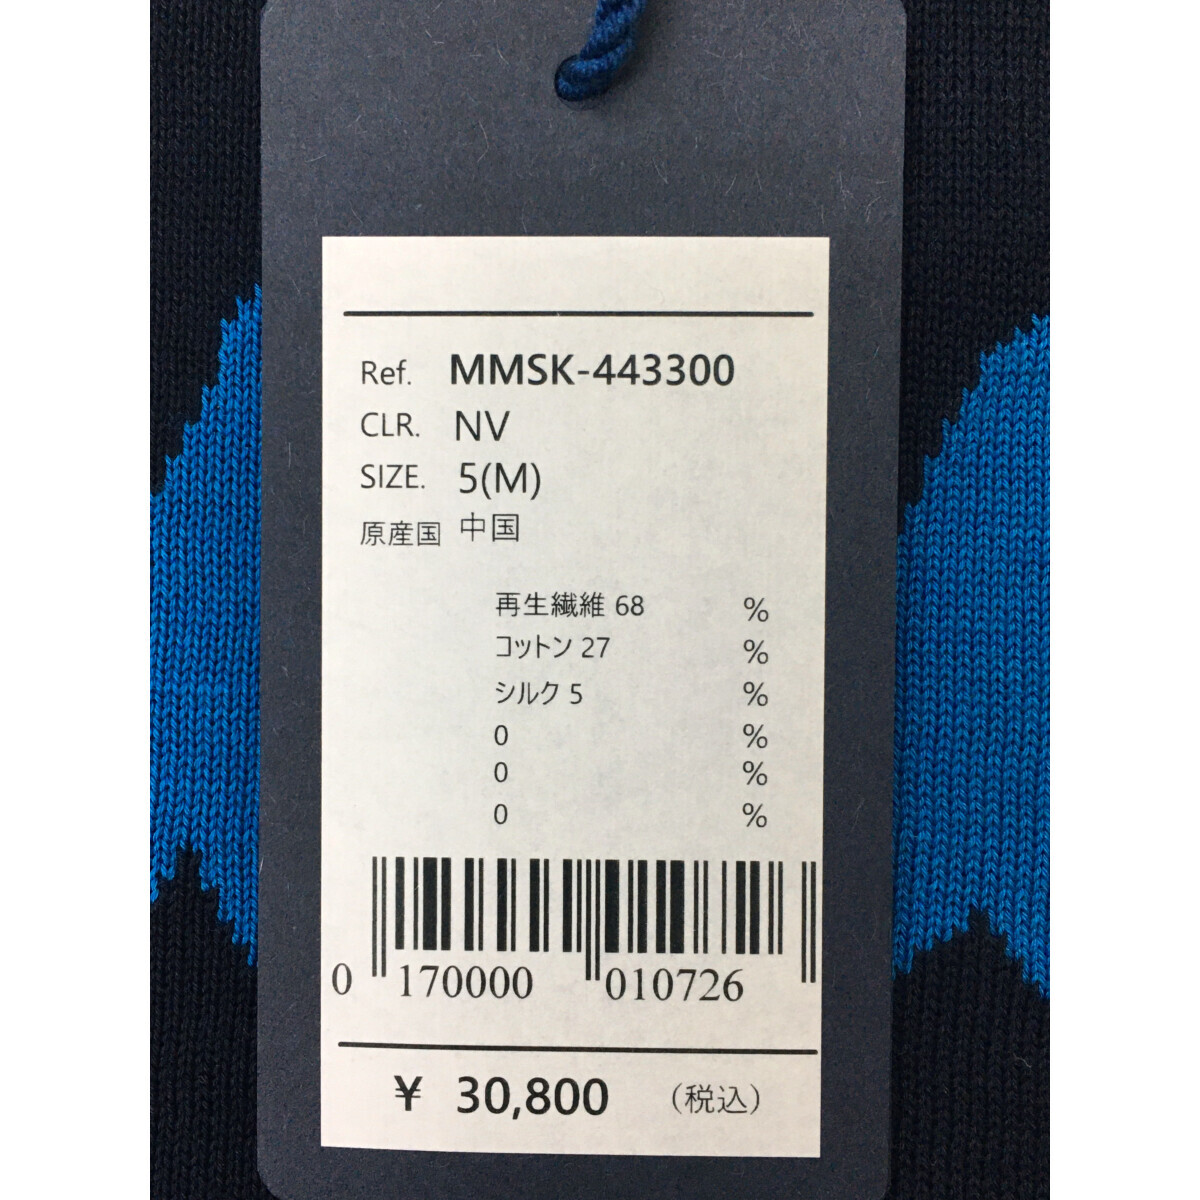 Ref. MMSK-443300
CLR. NV
SIZE. 5(M)
原産国 中国
再生繊維 68 %
コットン 27 %
シルク 5 %
0 %
0 %
0 %
0 170000 010726
¥ 30,800 (税込)